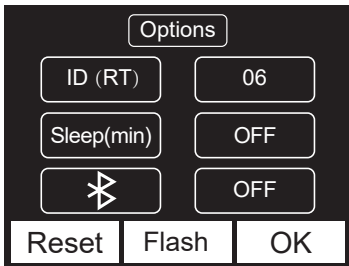 Options
ID (RT) 06
Sleep(min) OFF
OFF
Reset Flash OK